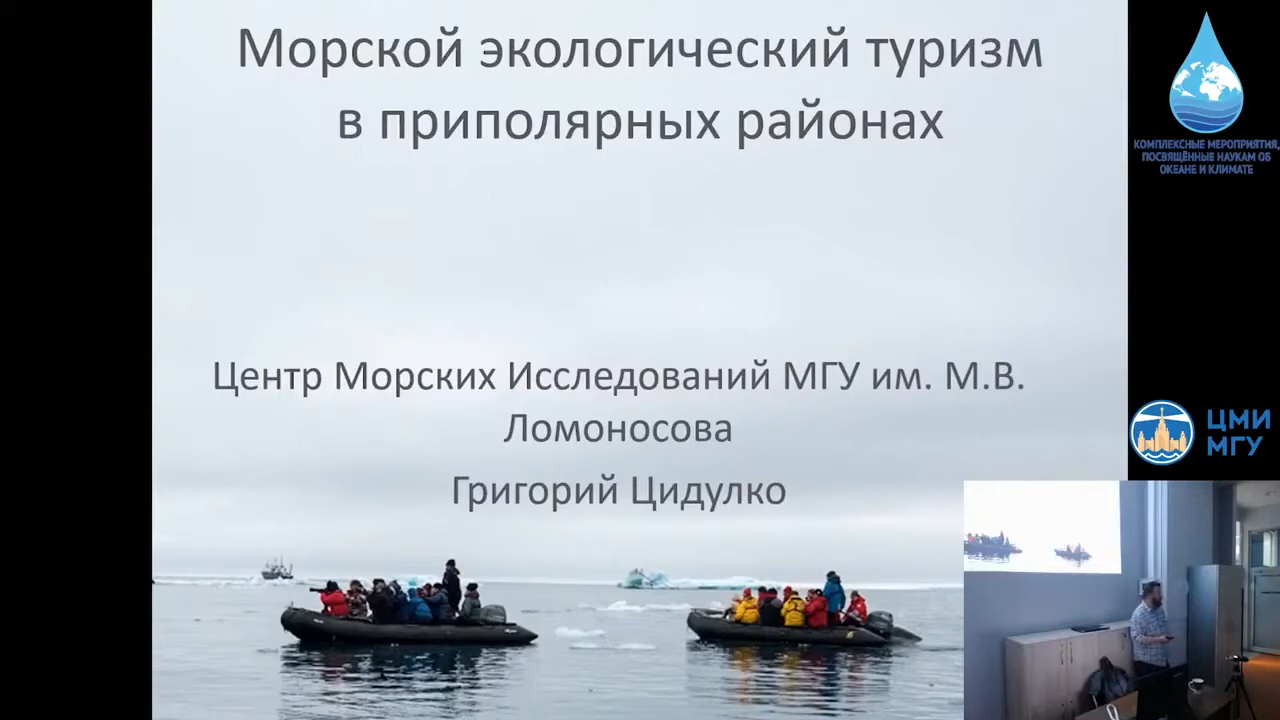 Морской экологический туризм
в приполярных районах
Центр Морских Исследований МГУ им. М.В.
Ломоносова
Григорий Цидулко
КОМПЛЕКСНЫЕ МЕРОПРИЯТИЯ,
ПОСВЯЩЁННЫЕ НАУКАМ ОБ
ОКЕАНЕ И КЛИМАТЕ
ЦМИ
МГУ